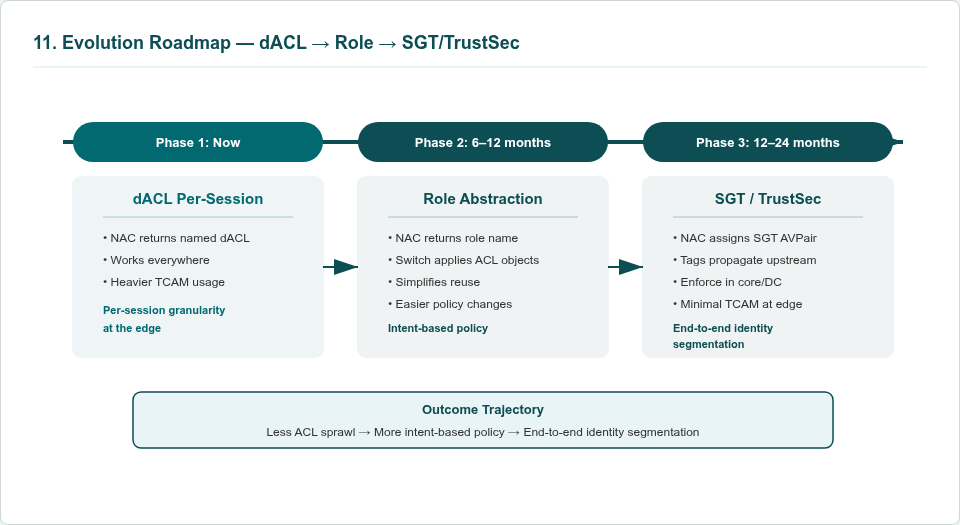 11. Evolution Roadmap — dACL → Role → SGT/TrustSec
Phase 1: Now
Phase 2: 6–12 months
Phase 3: 12–24 months
dACL Per-Session
• NAC returns named dACL
• Works everywhere
• Heavier TCAM usage
Per-session granularity
at the edge
Role Abstraction
• NAC returns role name
• Switch applies ACL objects
• Simplifies reuse
• Easier policy changes
Intent-based policy
SGT / TrustSec
• NAC assigns SGT AVPair
• Tags propagate upstream
• Enforce in core/DC
• Minimal TCAM at edge
End-to-end identity
segmentation
Outcome Trajectory
Less ACL sprawl → More intent-based policy → End-to-end identity segmentation